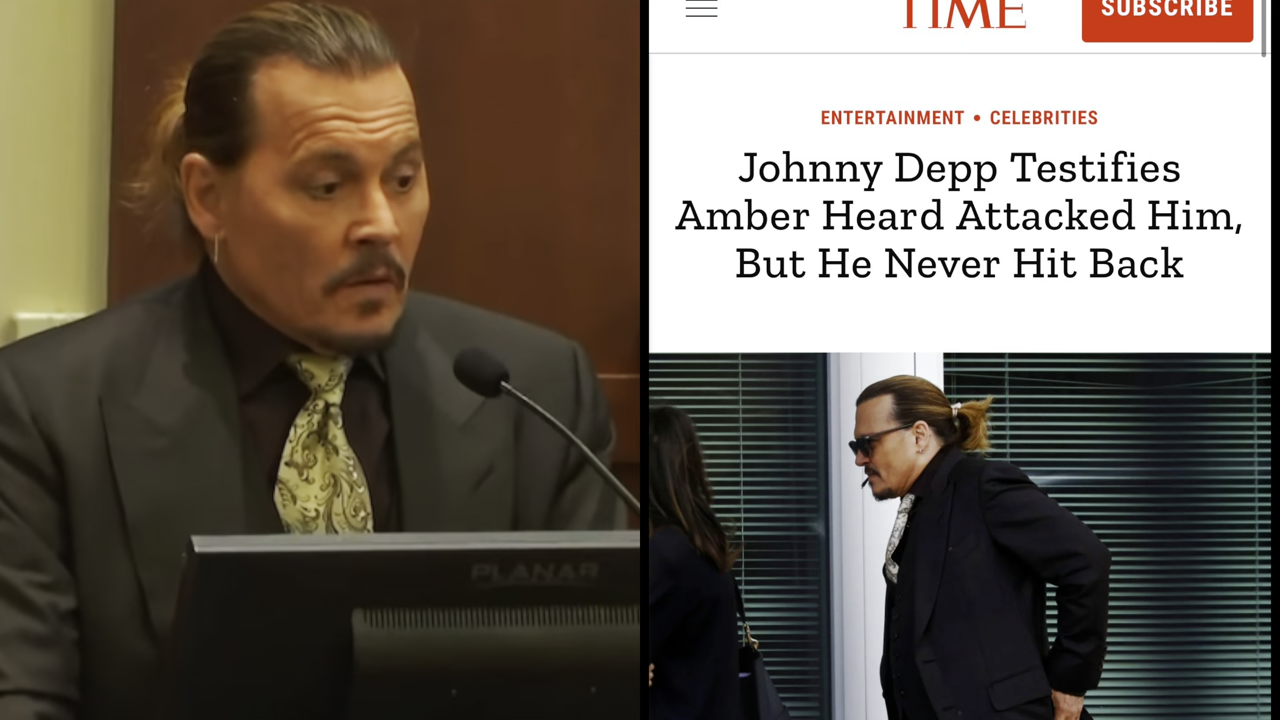 PLANAR
TIME
SUBSCRIBE
ENTERTAINMENT • CELEBRITIES
Johnny Depp Testifies
Amber Heard Attacked Him,
But He Never Hit Back